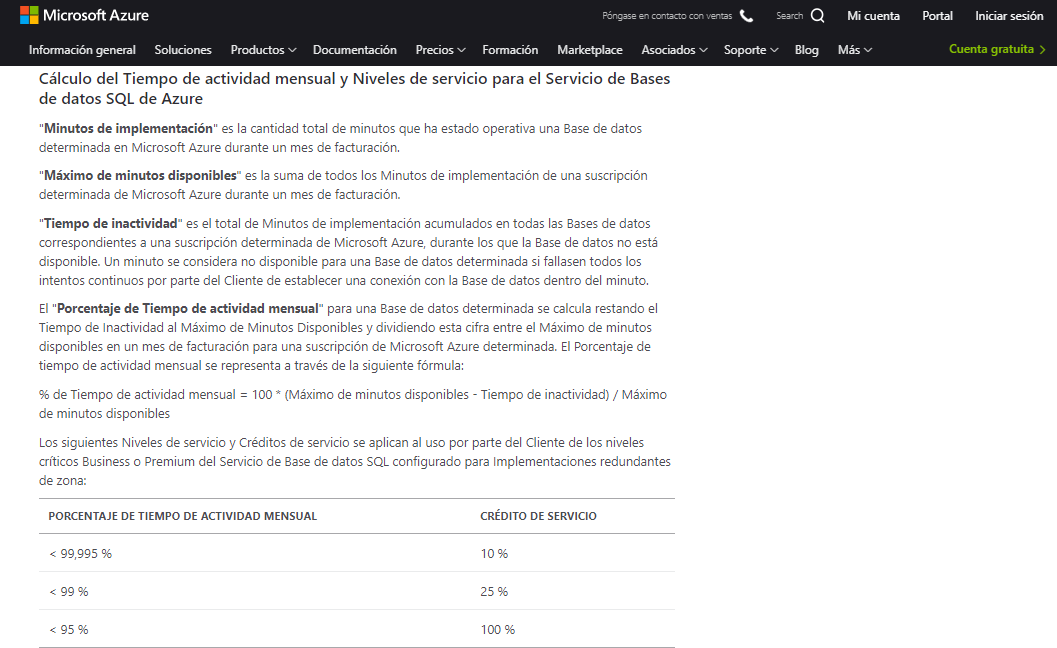 Microsoft Azure
Póngase en contacto con ventas
Search
Mi cuenta
Portal
Iniciar sesión
Información general
Soluciones
Productos
Documentación
Precios
Formación
Marketplace
Asociados
Soporte
Blog
Más
Cuenta gratuita
Cálculo del Tiempo de actividad mensual y Niveles de servicio para el Servicio de Bases
de datos SQL de Azure
"Minutos de implementación" es la cantidad total de minutos que ha estado operativa una Base de datos
determinada en Microsoft Azure durante un mes de facturación.
"Máximo de minutos disponibles" es la suma de todos los Minutos de implementación de una suscripción
determinada de Microsoft Azure durante un mes de facturación.
"Tiempo de inactividad" es el total de Minutos de implementación acumulados en todas las Bases de datos
correspondientes a una suscripción determinada de Microsoft Azure, durante los que la Base de datos no está
disponible. Un minuto se considera no disponible para una Base de datos determinada si fallasen todos los
intentos continuos por parte del Cliente de establecer una conexión con la Base de datos dentro del minuto.
El "Porcentaje de Tiempo de actividad mensual" para una Base de datos determinada se calcula restando el
Tiempo de Inactividad al Máximo de Minutos Disponibles y dividiendo esta cifra entre el Máximo de minutos
disponibles en un mes de facturación para una suscripción de Microsoft Azure determinada. El Porcentaje de
tiempo de actividad mensual se representa a través de la siguiente fórmula:
% de Tiempo de actividad mensual = 100 * (Máximo de minutos disponibles - Tiempo de inactividad) / Máximo
de minutos disponibles
Los siguientes Niveles de servicio y Créditos de servicio se aplican al uso por parte del Cliente de los niveles
críticos Business o Premium del Servicio de Base de datos SQL configurado para Implementaciones redundantes
de zona:
PORCENTAJE DE TIEMPO DE ACTIVIDAD MENSUAL
CRÉDITO DE SERVICIO
< 99,995 %
10 %
< 99 %
25 %
< 95 %
100 %